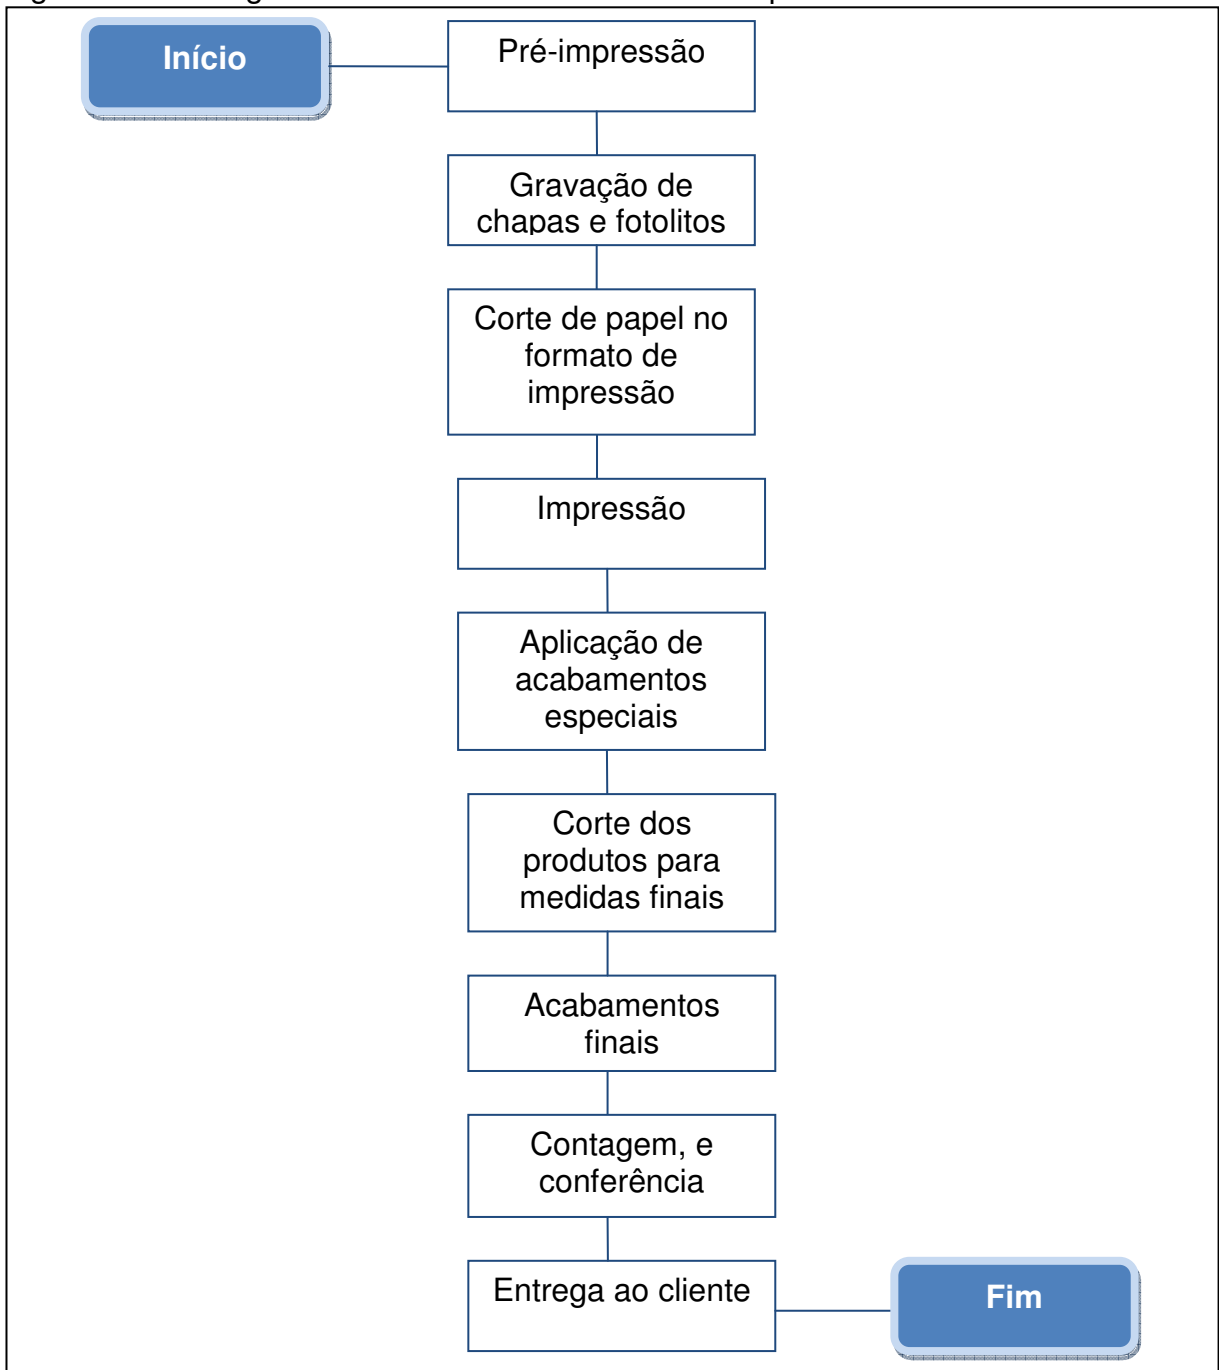 Início
Pré-impressão
Gravação de
chapas e fotolitos
Corte de papel no
formato de
impressão
Impressão
Aplicação de
acabamentos
especiais
Corte dos
produtos para
medidas finais
Acabamentos
finais
Contagem, e
conferência
Entrega ao cliente
Fim